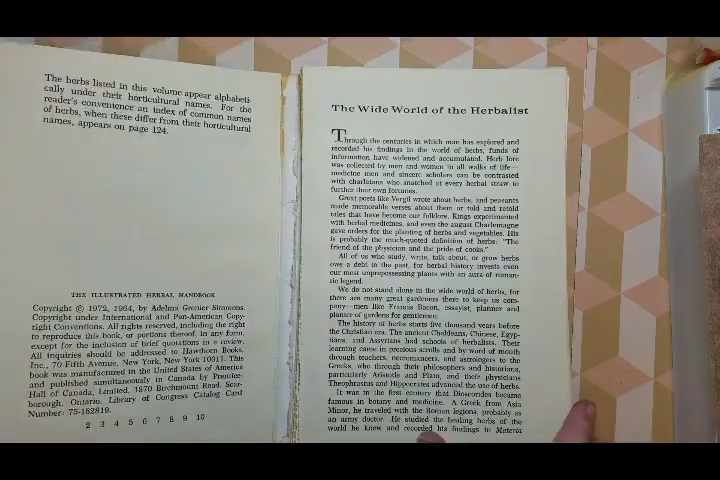 The herbs listed in this volume appear alphabeti-
cally under their horticultural names. For the
reader's convenience an index of common names
of herbs, when these differ from their horticultural
names, appears on page 124.
THE ILLUSTRATED HERBAL HANDBOOK
Copyright © 1972, 1964, by Adelma Grenier Simmons.
Copyright under International and Pan-American Copy-
right Conventions. All rights reserved, including the right
to reproduce this book, or portions thereof, in any form,
except for the inclusion of brief quotations in a review.
All inquiries should be addressed to Hawthorn Books,
Inc., 70 Fifth Avenue, New York, New York 10011. This
book was manufactured in the United States of America
and published simultaneously in Canada by Prentice-
Hall of Canada, Limited, 1870 Birchmount Road, Scar-
borough, Ontario. Library of Congress Catalog Card
Number: 75-182819.
2 3 4 5 6 7 8 9 10
The Wide World of the Herbalist
Through the centuries in which man has explored and
recorded his findings in the world of herbs, funds of
information have widened and accumulated. Herb lore
was collected by men and women in all walks of life—
medicine men and sincere scholars can be contrasted
with charlatans who snatched at every herbal straw to
further their own fortunes.
Great poets like Vergil wrote about herbs, and peasants
made memorable verses about them or told and retold
tales that have become our folklore. Kings experimented
with herbal medicines, and even the august Charlemagne
gave orders for the planting of herbs and vegetables. His
is probably the much-quoted definition of herbs: "The
friend of the physician and the pride of cooks."
All of us who study, write, talk about, or grow herbs
owe a debt to the past, for herbal history invests even
our most unprepossessing plants with an aura of roman-
tic legend.
We do not stand alone in the wide world of herbs, for
there are many great gardeners there to keep us com-
pany—men like Francis Bacon, essayist, planner and
planter of gardens for gentlemen.
The history of herbs starts five thousand years before
the Christian era. The ancient Chaldeans, Chinese, Egyp-
tians, and Assyrians had schools of herbalists. Their
learning came in precious scrolls and by word of mouth
through teachers, necromancers, and astrologers to the
Greeks, who through their philosophers and historians,
particularly Aristotle and Plato, and their physicians
Theophrastus and Hippocrates advanced the use of herbs.
It was in the first century that Dioscorides became
famous in botany and medicine. A Greek from Asia
Minor, he traveled with the Roman legions, probably as
an army doctor. He studied the healing herbs of the
world he knew and recorded his findings in Materia